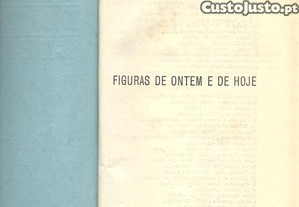 CustoJusto.pt
FIGURAS DE ONTEM E DE HOJE